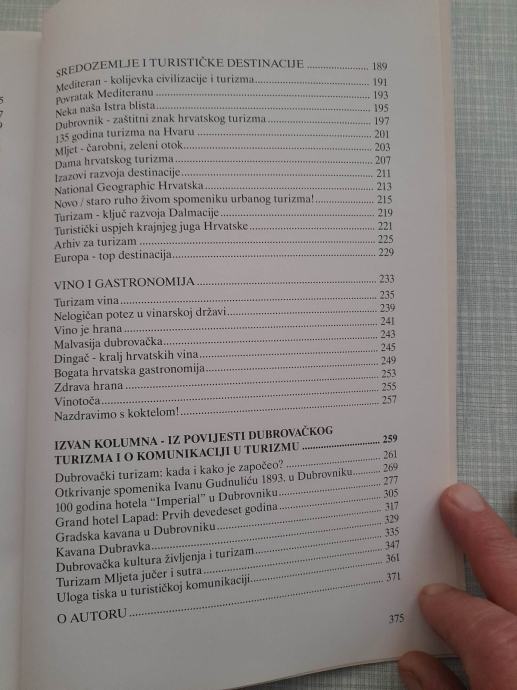 SREDOZEMLJE I TURISTIČKE DESTINACIJE ..................... 189
Mediteran - kolijevka civilizacije i turizma..................... 191
Povratak Mediteranu ..................... 193
Neka naša Istra blista..................... 195
Dubrovnik - zaštitni znak hrvatskog turizma..................... 197
135 godina turizma na Hvaru ..................... 201
Mljet - čarobni, zeleni otok..................... 203
Dama hrvatskog turizma..................... 207
Izazovi razvoja destinacije..................... 211
National Geographic Hrvatska..................... 213
Novo / staro ruho živom spomeniku urbanog turizma!..................... 215
Turizam - ključ razvoja Dalmacije..................... 219
Turistički uspjeh krajnjeg juga Hrvatske..................... 221
Arhiv za turizam ..................... 225
Europa - top destinacija..................... 229
VINO I GASTRONOMIJA ..................... 233
Turizam vina..................... 235
Nelogičan potez u vinarskoj državi..................... 239
Vino je hrana ..................... 241
Malvasija dubrovačka..................... 243
Dingač - kralj hrvatskih vina..................... 245
Bogata hrvatska gastronomija..................... 249
Zdrava hrana ..................... 253
Vinotoča..................... 255
Nazdravimo s koktelom!..................... 257
IZVAN KOLUMNA - IZ POVIJESTI DUBROVAČKOG
TURIZMA I O KOMUNIKACIJI U TURIZMU ..................... 259
Dubrovački turizam: kada i kako je započeo? ..................... 261
Otkrivanje spomenika Ivanu Gudnuliću 1893. u Dubrovniku..................... 269
100 godina hotela “Imperial” u Dubrovniku..................... 277
Grand hotel Lapad: Prvih devedeset godina ..................... 305
Gradska kavana u Dubrovniku ..................... 317
Kavana Dubravka..................... 329
Dubrovačka kultura življenja i turizam..................... 335
Turizam Mljeta jučer i sutra..................... 347
Uloga tiska u turističkoj komunikaciji..................... 361
O AUTORU ..................... 371
375
5
7
9